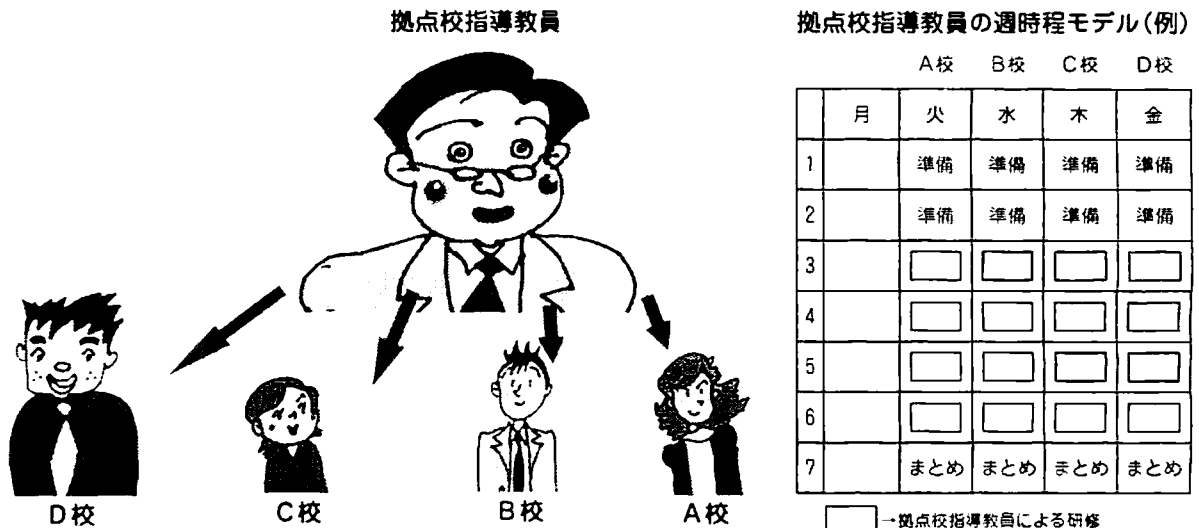 拠点校指導教員
D校
C校
B校
A校
拠点校指導教員の週時程モデル(例)
A校 B校 C校 D校
月 火 水 木 金
1 準備 準備 準備 準備
2 準備 準備 準備 準備
3
4
5
6
7 まとめ まとめ まとめ まとめ
→拠点校指導教員による研修